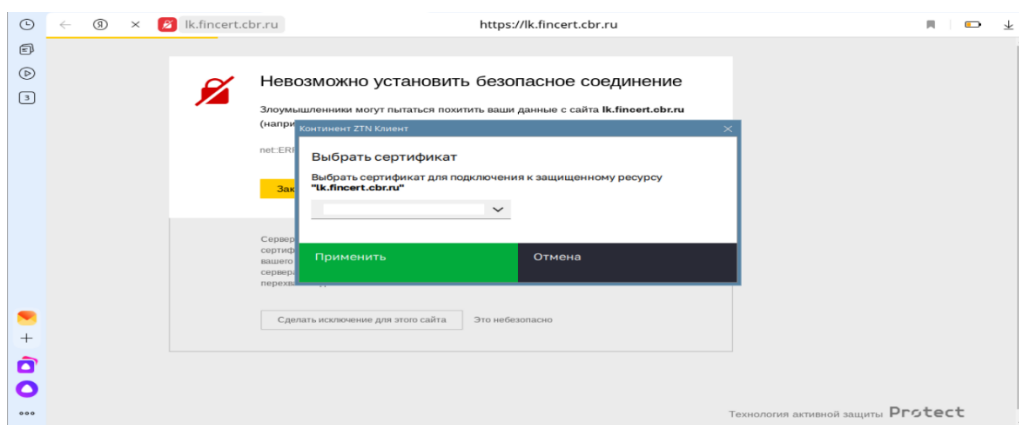 lk.fincert.cbr.ru
https://lk.fincert.cbr.ru
Невозможно установить безопасное соединение
Злоумышленники могут пытаться похитить ваши данные с сайта lk.fincert.cbr.ru
Континент ZTN Клиент
Выбрать сертификат
Выбрать сертификат для подключения к защищенному ресурсу
"lk.fincert.cbr.ru"
Применить
Отмена
Сделать исключение для этого сайта
Это небезопасно
Технология активной защиты Protect
3
Я